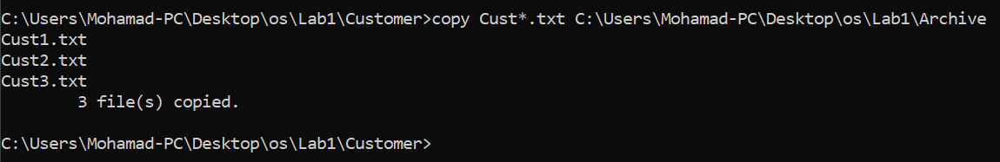 C:\Users\Mohamad-PC\Desktop\os\Lab1\Customer>copy Cust*.txt C:\Users\Mohamad-PC\Desktop\os\Lab1\Archive
Cust1.txt
Cust2.txt
Cust3.txt
        3 file(s) copied.
C:\Users\Mohamad-PC\Desktop\os\Lab1\Customer>